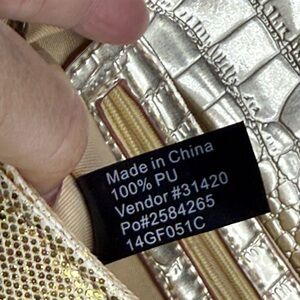 Made in China
100% PU
Vendor #31420
Po#2584265
14GF051C